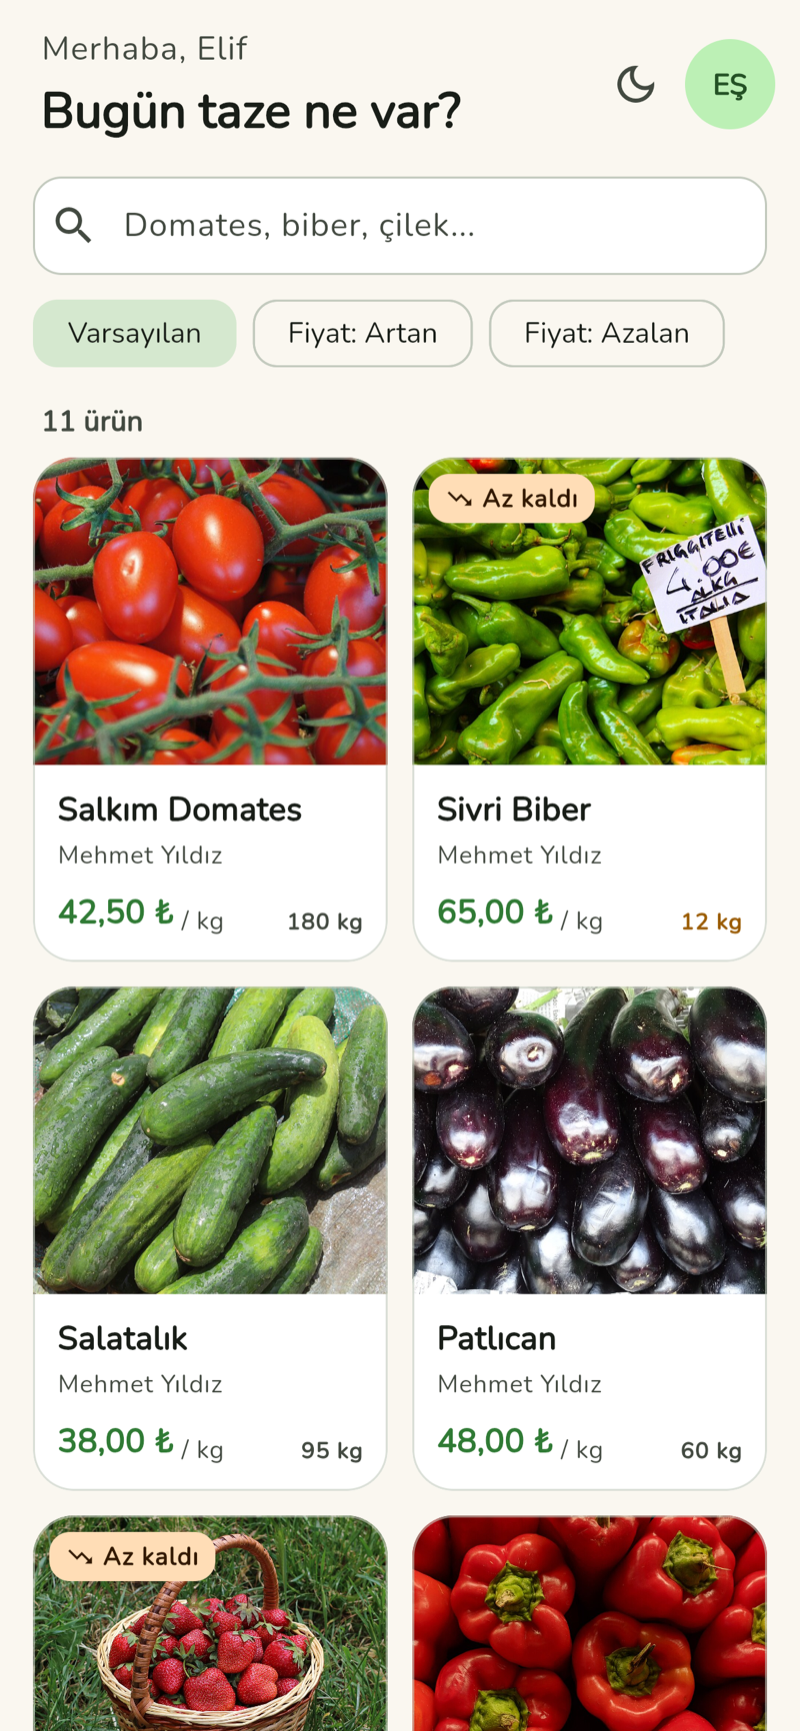 Merhaba, Elif
Bugün taze ne var?
EŞ
Domates, biber, çilek...
Varsayılan
Fiyat: Artan
Fiyat: Azalan
11 ürün
Az kaldı
FRIGGITELLI
4.00€
AL KG
ITALIA
Salkım Domates
Mehmet Yıldız
42,50 ₺ / kg
180 kg
Sivri Biber
Mehmet Yıldız
65,00 ₺ / kg
12 kg
Salatalık
Mehmet Yıldız
38,00 ₺ / kg
95 kg
Patlıcan
Mehmet Yıldız
48,00 ₺ / kg
60 kg
Az kaldı